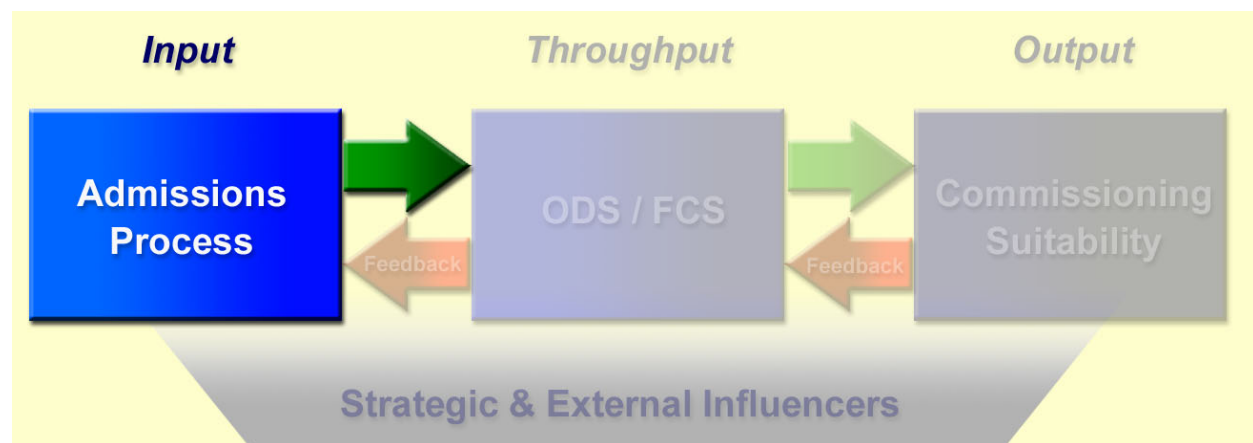 Input
Throughput
Output
Admissions
Process
ODS / FCS
Commissioning
Suitability
Feedback
Feedback
Strategic & External Influencers